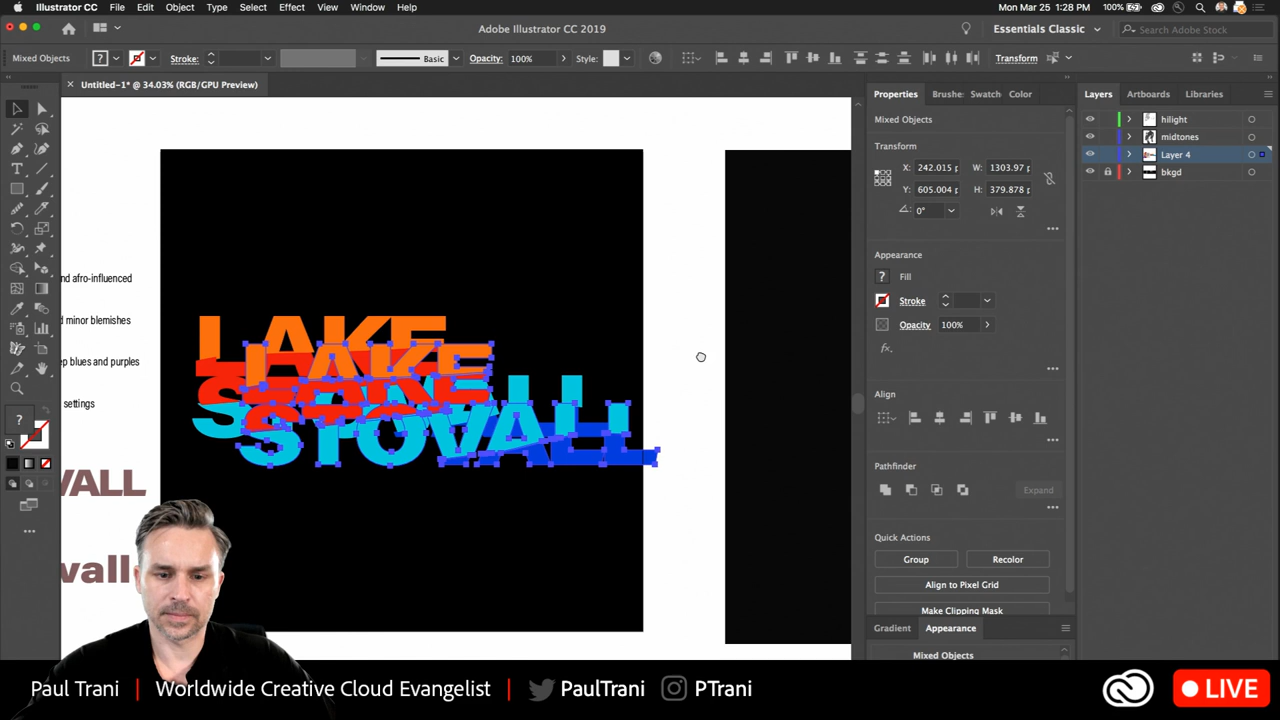 Illustrator CC File Edit Object Type Select Effect View Window Help
100% Mon Mar 25 1:28 PM
Adobe Illustrator CC 2019
Essentials Classic
Search Adobe Stock
Mixed Objects
Stroke:
Basic
Opacity: 100%
Style:
Transform
Untitled-1* @ 34.03% (RGB/GPU Preview)
Properties
Brushe:
Swatch
Color
Layers
Artboards
Libraries
Mixed Objects
Transform
X: 242.015 p
W: 1303.97 p
Y: 605.004 p
H: 379.878 p
0°
Appearance
Fill
Stroke
Opacity 100%
Align
Pathfinder
Expand
Quick Actions
Group
Recolor
Align to Pixel Grid
Make Clipping Mask
Gradient
Appearance
Mixed Objects
hilight
midtones
Layer 4
bkgd
nd afro-influenced
d minor blemishes
ep blues and purples
settings
VALL
vall
LAKE
LAKE
STOVALL
STOVALL
Paul Trani | Worldwide Creative Cloud Evangelist | PaulTrani PTrani
LIVE